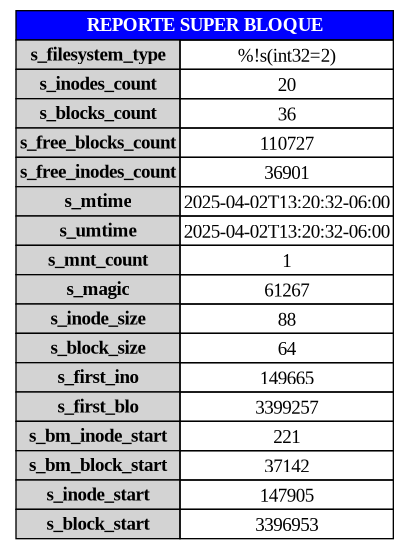 REPORTE SUPER BLOQUE
s_filesystem_type %!s(int32=2)
s_inodes_count 20
s_blocks_count 36
s_free_blocks_count 110727
s_free_inodes_count 36901
s_mtime 2025-04-02T13:20:32-06:00
s_umtime 2025-04-02T13:20:32-06:00
s_mnt_count 1
s_magic 61267
s_inode_size 88
s_block_size 64
s_first_ino 149665
s_first_blo 3399257
s_bm_inode_start 221
s_bm_block_start 37142
s_inode_start 147905
s_block_start 3396953